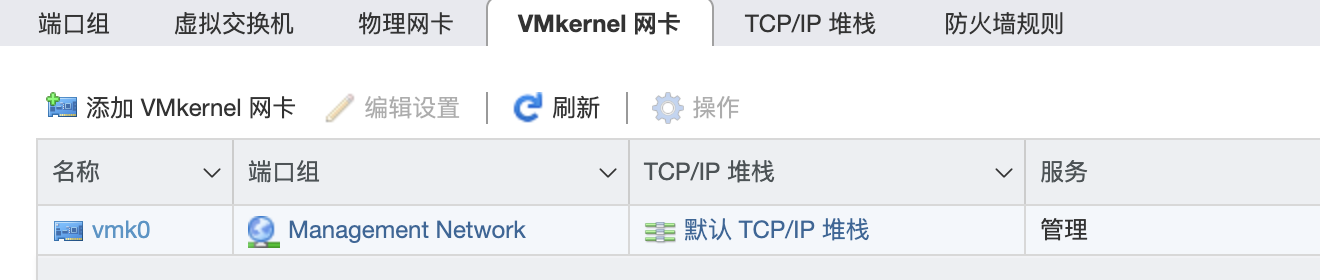 端口组 虚拟交换机 物理网卡 VMkernel 网卡 TCP/IP 堆栈 防火墙规则
添加 VMkernel 网卡 编辑设置 刷新 操作
名称 端口组 TCP/IP 堆栈 服务
vmk0 Management Network 默认 TCP/IP 堆栈 管理